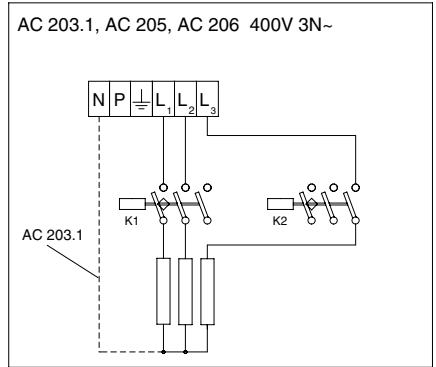 AC 203.1, AC 205, AC 206 400V 3N~
N P ⏚ L₁ L₂ L₃
K1 K2
AC 203.1